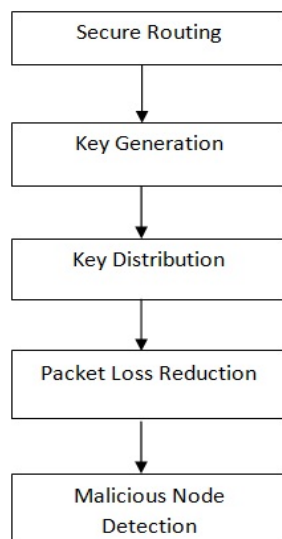 Secure Routing
Key Generation
Key Distribution
Packet Loss Reduction
Malicious Node
Detection